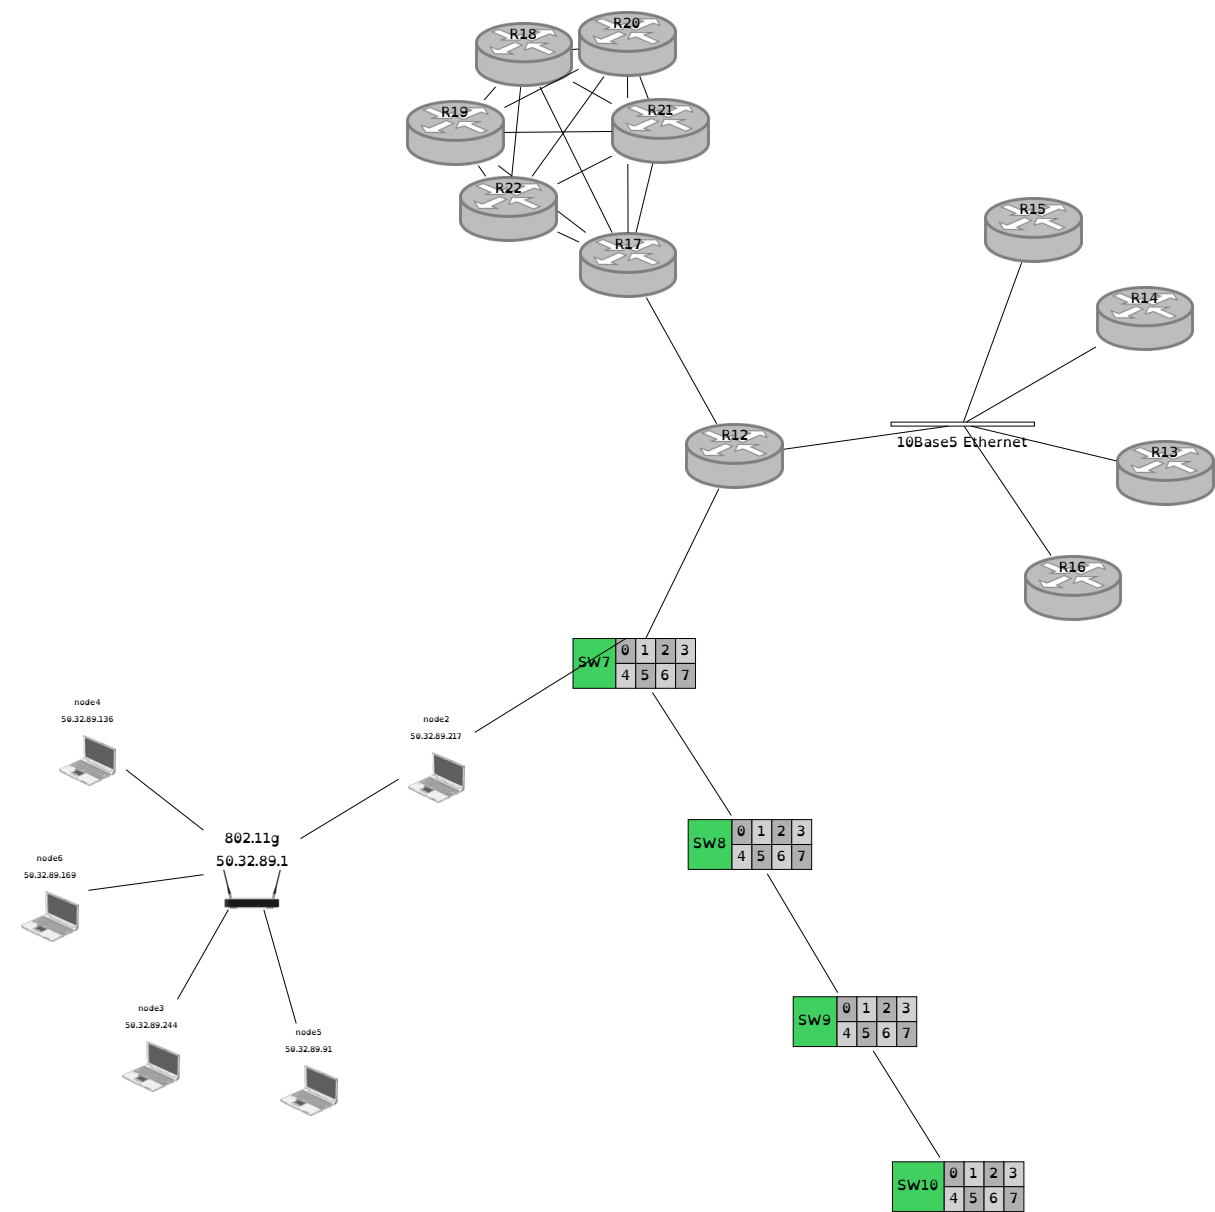 R20
R18
R21
R19
R22
R17
R15
R14
R12
10Base5 Ethernet
R13
R16
SW7 0 1 2 3
4 5 6 7
node4
50.32.89.136
node2
50.32.89.217
802.11g
50.32.89.1
SW8 0 1 2 3
4 5 6 7
node6
50.32.89.169
node3
50.32.89.244
node5
50.32.89.91
SW9 0 1 2 3
4 5 6 7
SW10 0 1 2 3
4 5 6 7